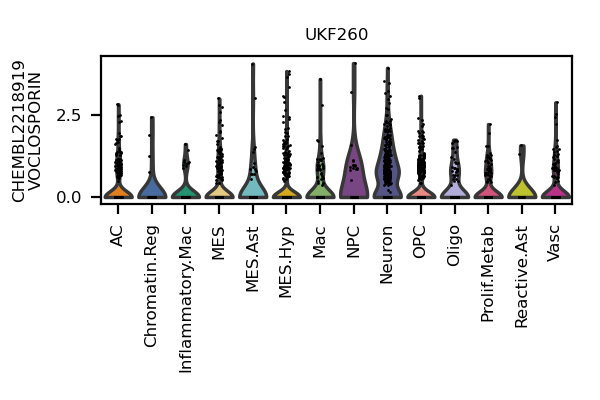 UKF260
CHEMBL2218919
VOCLOSPORIN
2.5
0.0
AC
Chromatin.Reg
Inflammatory.Mac
MES
MES.Ast
MES.Hyp
Mac
NPC
Neuron
OPC
Oligo
Prolif.Metab
Reactive.Ast
Vasc